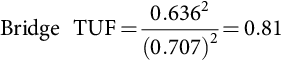 Bridge TUF = 0.636² / (0.707)² = 0.81